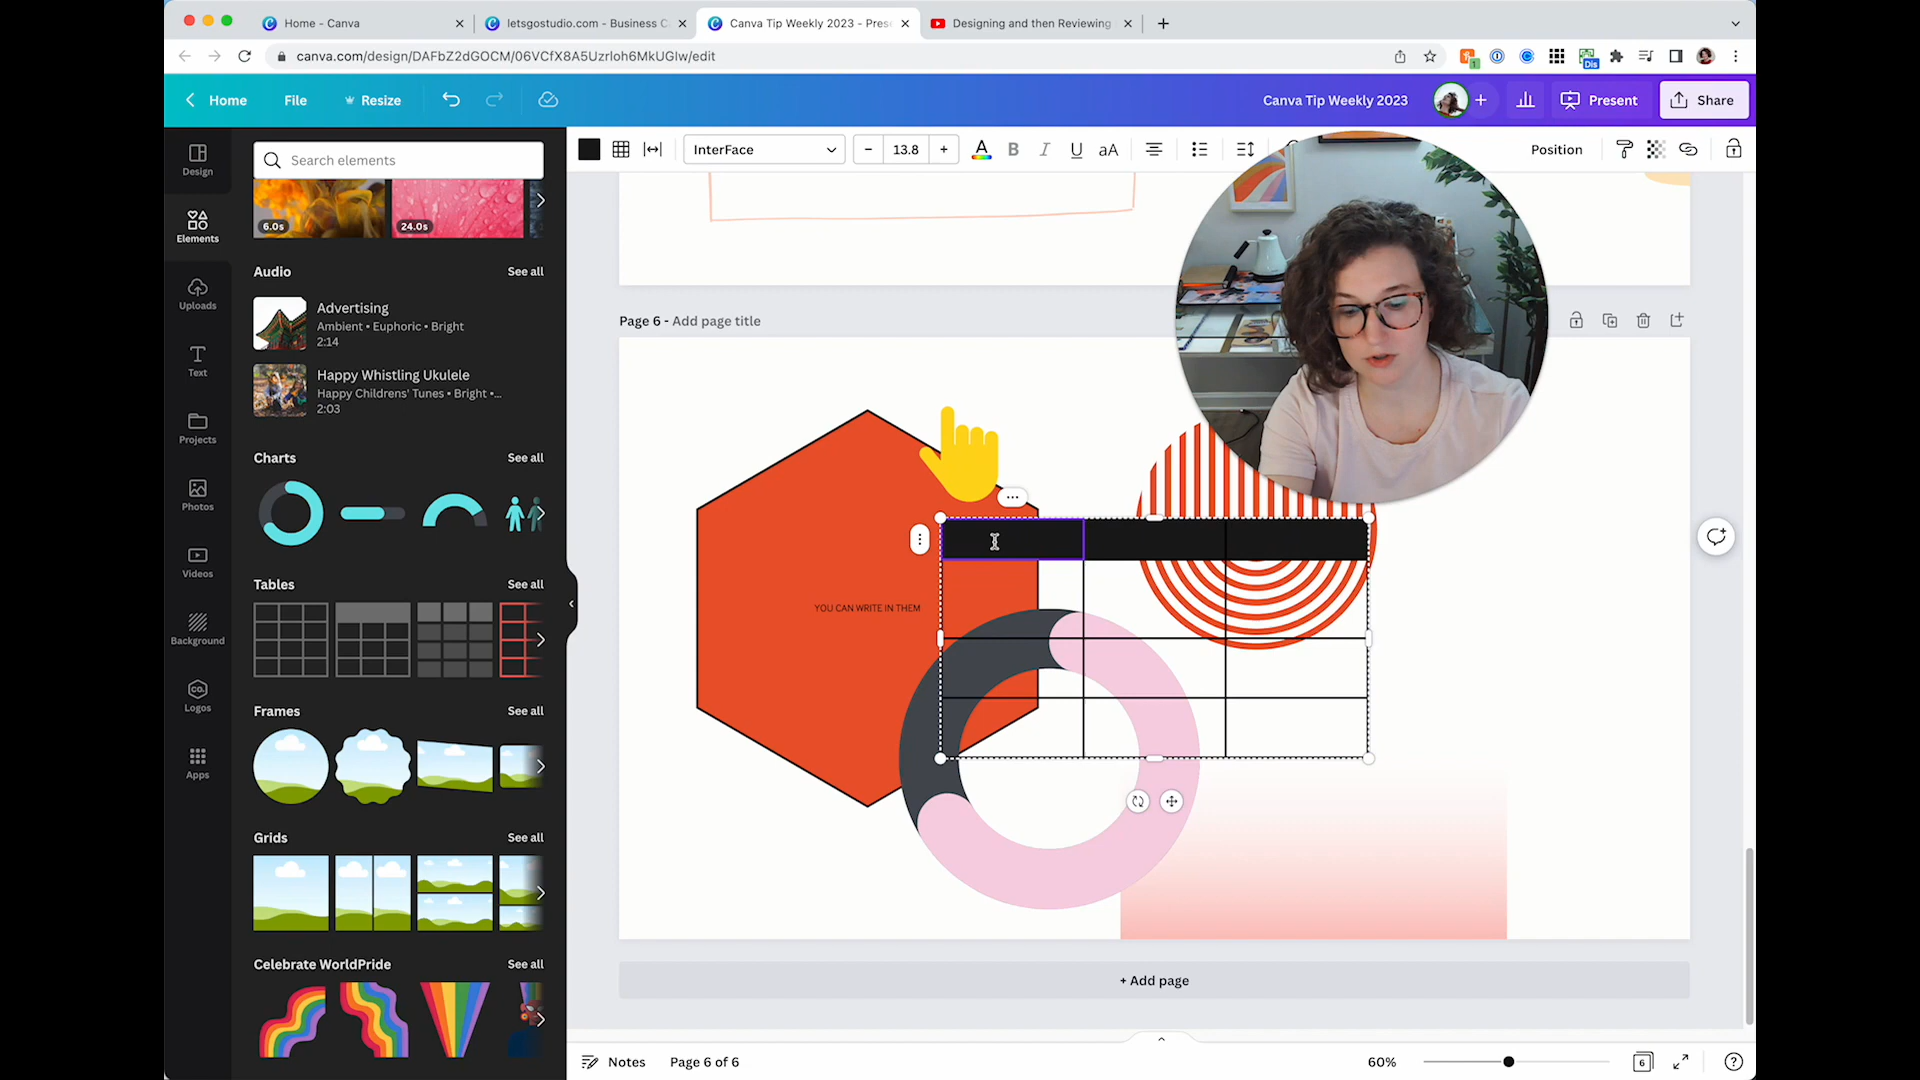 Home - Canva
letsgostudio.com - Business C
Canva Tip Weekly 2023 - Pres
Designing and then Reviewing
canva.com/design/DAFbZ2dGOCM/06VCfX8A5Uzrloh6MkUGlw/edit
1
Dis
Home
File
Resize
Canva Tip Weekly 2023
Present
Share
Design
Elements
Uploads
Text
Projects
Photos
Videos
Background
CO.
Logos
Apps
Search elements
6.0s
24.0s
Audio
See all
Advertising
Ambient • Euphoric • Bright
2:14
Happy Whistling Ukulele
Happy Childrens' Tunes • Bright •...
2:03
Charts
See all
Tables
See all
Frames
See all
Grids
See all
Celebrate WorldPride
See all
InterFace
13.8
A
B
I
U
aA
Position
Page 6 - Add page title
YOU CAN WRITE IN THEM
+ Add page
Notes
Page 6 of 6
60%
6